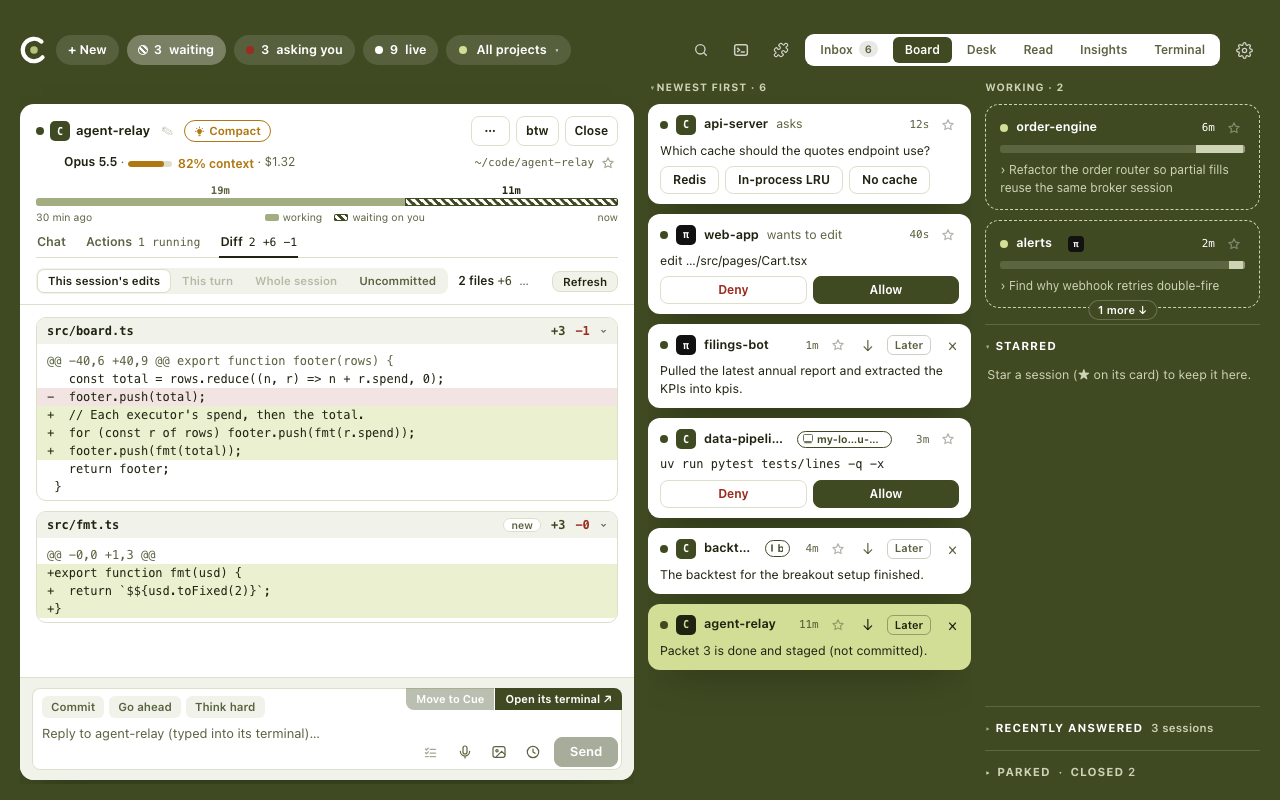 + New
3 waiting
3 asking you
9 live
All projects
Inbox 6
Board
Desk
Read
Insights
Terminal
C agent-relay
Compact
...
btw
Close
Opus 5.5 · 82% context · $1.32
~/code/agent-relay
19m
11m
30 min ago
working
waiting on you
now
Chat
Actions 1 running
Diff 2 +6 −1
This session's edits
This turn
Whole session
Uncommitted
2 files +6 ...
Refresh
src/board.ts
+3 −1
@@ −40,6 +40,9 @@ export function footer(rows) {
const total = rows.reduce((n, r) => n + r.spend, 0);
− footer.push(total);
+ // Each executor's spend, then the total.
+ for (const r of rows) footer.push(fmt(r.spend));
+ footer.push(fmt(total));
return footer;
}
src/fmt.ts
new
+3 −0
@@ −0,0 +1,3 @@
+export function fmt(usd) {
+ return `$${usd.toFixed(2)}`;
+}
Commit
Go ahead
Think hard
Move to Cue
Open its terminal ↗
Reply to agent-relay (typed into its terminal)...
Send
NEWEST FIRST · 6
C api-server asks
12s
Which cache should the quotes endpoint use?
Redis
In-process LRU
No cache
π web-app wants to edit
40s
edit .../src/pages/Cart.tsx
Deny
Allow
π filings-bot
1m
Later
Pulled the latest annual report and extracted the
KPIs into kpis.
C data-pipeli...
my-lo...u-...
3m
uv run pytest tests/lines −q −x
Deny
Allow
C backt...
4m
Later
The backtest for the breakout setup finished.
C agent-relay
11m
Later
Packet 3 is done and staged (not committed).
WORKING · 2
order-engine
6m
› Refactor the order router so partial fills
reuse the same broker session
alerts π
2m
› Find why webhook retries double-fire
1 more ↓
STARRED
Star a session (★ on its card) to keep it here.
RECENTLY ANSWERED 3 sessions
PARKED · CLOSED 2